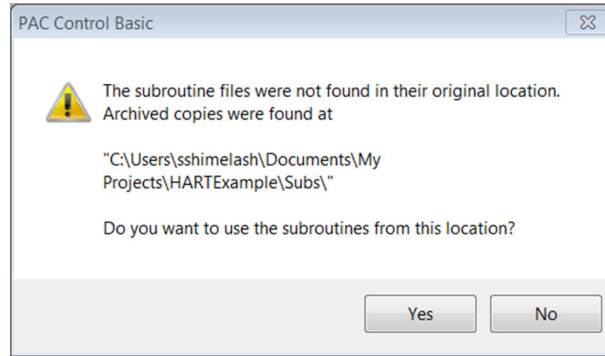 PAC Control Basic
The subroutine files were not found in their original location.
Archived copies were found at
"C:\Users\sshimelash\Documents\My
Projects\HARTExample\Subs\"
Do you want to use the subroutines from this location?
Yes No